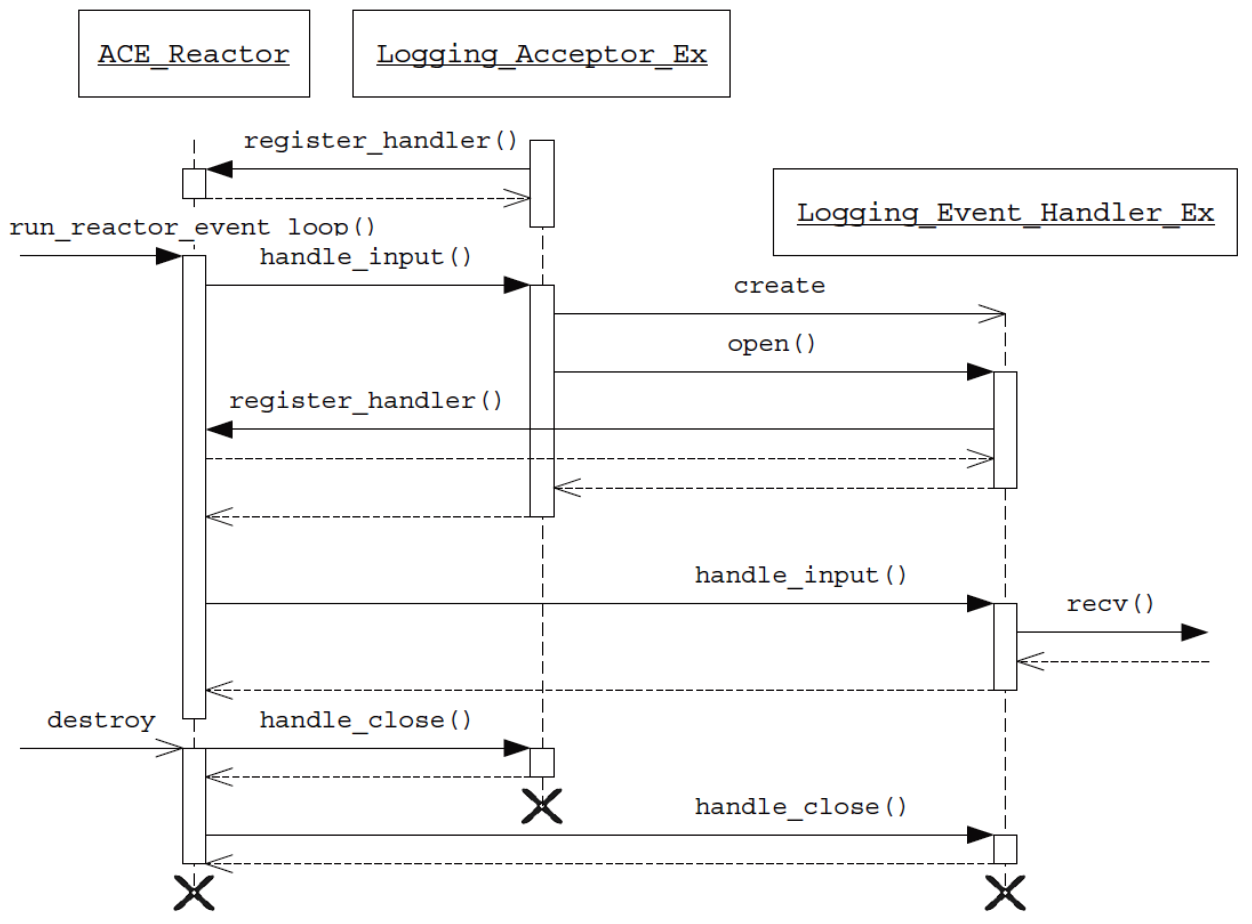 ACE_Reactor
Logging_Acceptor_Ex
register_handler()
Logging_Event_Handler_Ex
run_reactor_event_loop()
handle_input()
create
open()
register_handler()
handle_input()
recv()
destroy
handle_close()
handle_close()